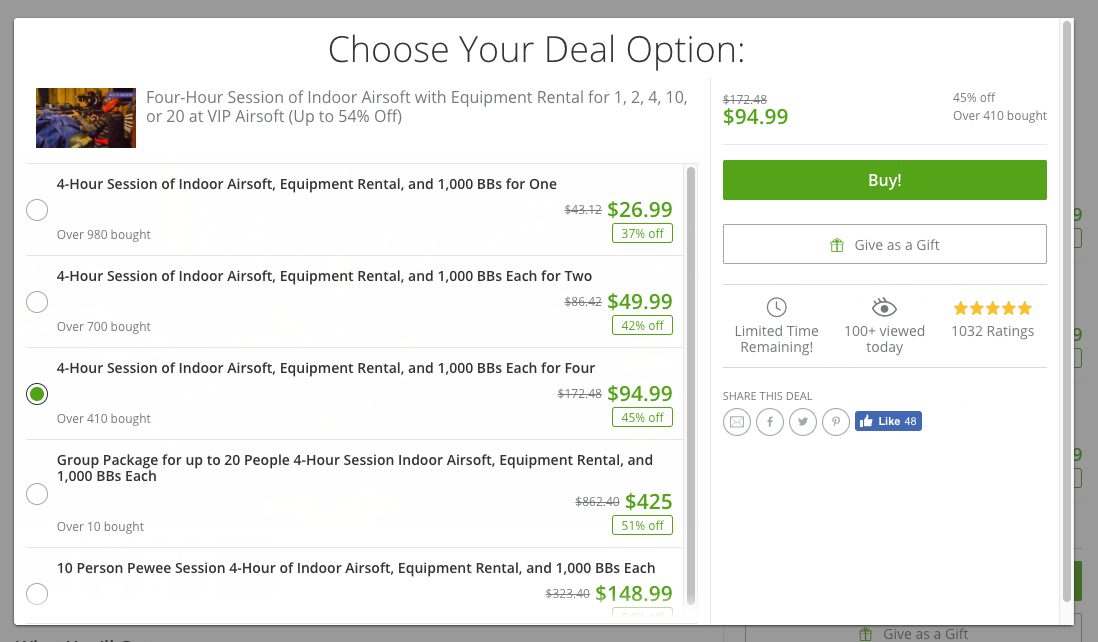 Choose Your Deal Option:
Four-Hour Session of Indoor Airsoft with Equipment Rental for 1, 2, 4, 10,
or 20 at VIP Airsoft (Up to 54% Off)
4-Hour Session of Indoor Airsoft, Equipment Rental, and 1,000 BBs for One
$43.12 $26.99
Over 980 bought
37% off
4-Hour Session of Indoor Airsoft, Equipment Rental, and 1,000 BBs Each for Two
$86.42 $49.99
Over 700 bought
42% off
4-Hour Session of Indoor Airsoft, Equipment Rental, and 1,000 BBs Each for Four
$172.48 $94.99
Over 410 bought
45% off
Group Package for up to 20 People 4-Hour Session Indoor Airsoft, Equipment Rental, and
1,000 BBs Each
$862.40 $425
Over 10 bought
51% off
10 Person Pewee Session 4-Hour of Indoor Airsoft, Equipment Rental, and 1,000 BBs Each
$323.40 $148.99
$172.48
$94.99
45% off
Over 410 bought
Buy!
Give as a Gift
Limited Time
Remaining!
100+ viewed
today
1032 Ratings
SHARE THIS DEAL
Like 48
9
9
9
Give as a Gift